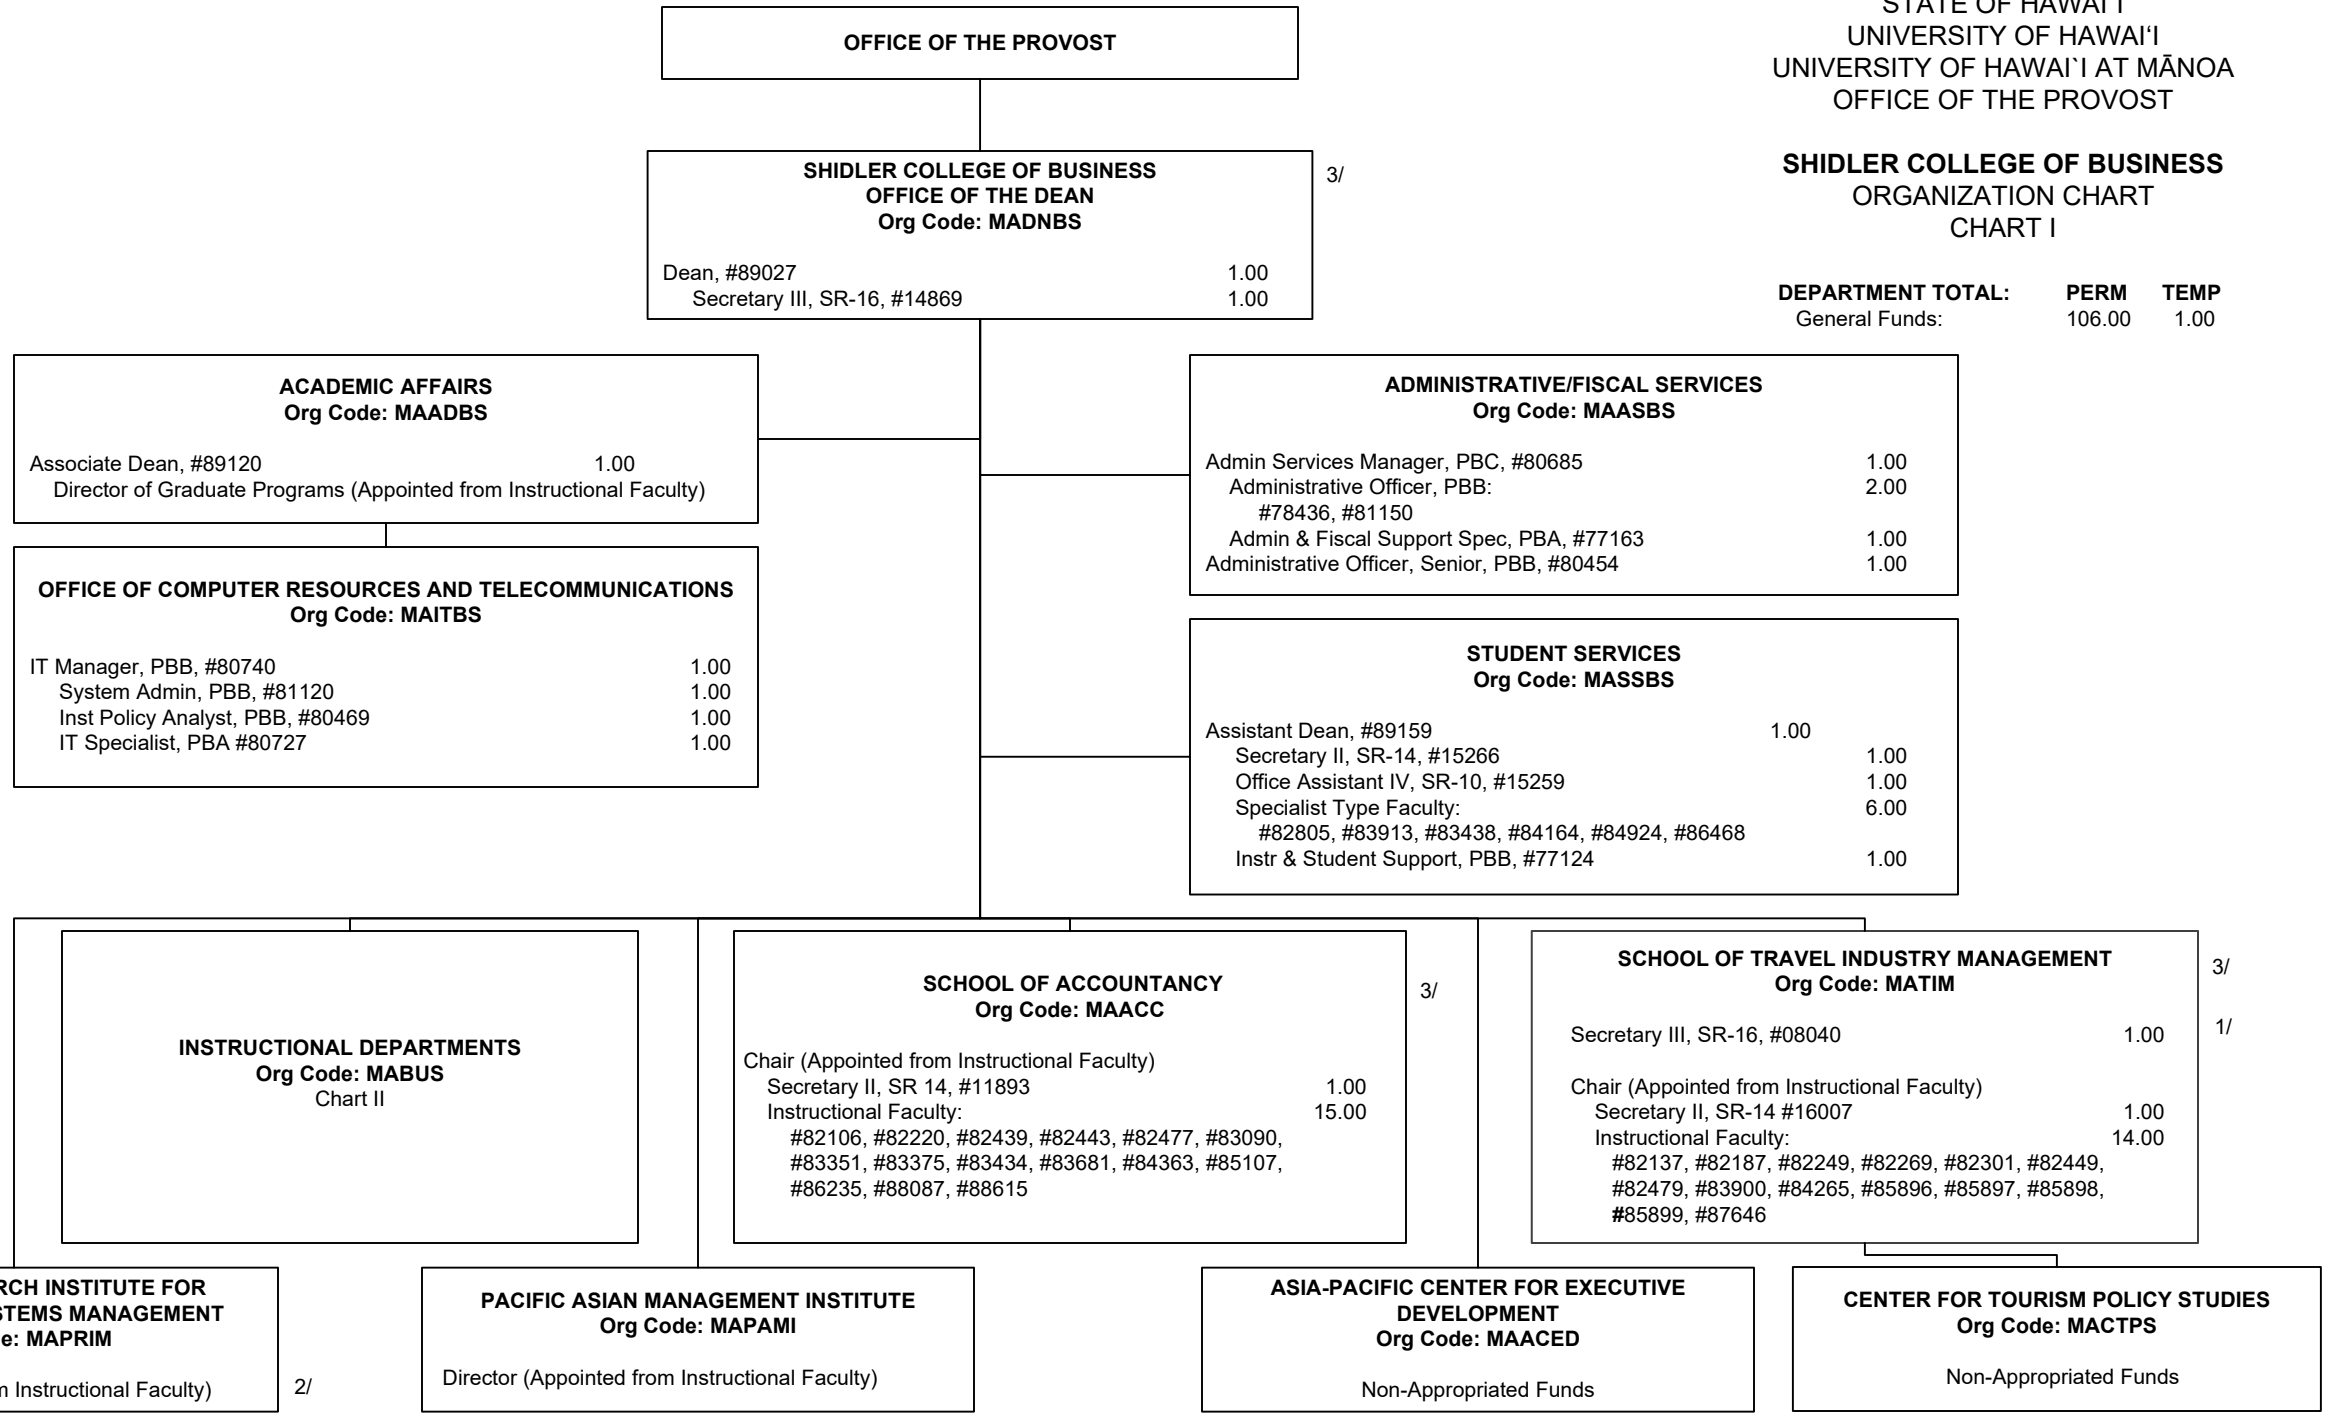 OFFICE OF THE PROVOST
STATE OF HAWAI‘I
UNIVERSITY OF HAWAI‘I
UNIVERSITY OF HAWAI`I AT MĀNOA
OFFICE OF THE PROVOST
SHIDLER COLLEGE OF BUSINESS
ORGANIZATION CHART
CHART I
DEPARTMENT TOTAL: PERM TEMP
General Funds: 106.00 1.00
SHIDLER COLLEGE OF BUSINESS
OFFICE OF THE DEAN
Org Code: MADNBS
Dean, #89027 1.00
Secretary III, SR-16, #14869 1.00
3/
ACADEMIC AFFAIRS
Org Code: MAADBS
Associate Dean, #89120 1.00
Director of Graduate Programs (Appointed from Instructional Faculty)
OFFICE OF COMPUTER RESOURCES AND TELECOMMUNICATIONS
Org Code: MAITBS
IT Manager, PBB, #80740 1.00
System Admin, PBB, #81120 1.00
Inst Policy Analyst, PBB, #80469 1.00
IT Specialist, PBA #80727 1.00
ADMINISTRATIVE/FISCAL SERVICES
Org Code: MAASBS
Admin Services Manager, PBC, #80685 1.00
Administrative Officer, PBB: 2.00
#78436, #81150
Admin & Fiscal Support Spec, PBA, #77163 1.00
Administrative Officer, Senior, PBB, #80454 1.00
STUDENT SERVICES
Org Code: MASSBS
Assistant Dean, #89159 1.00
Secretary II, SR-14, #15266 1.00
Office Assistant IV, SR-10, #15259 1.00
Specialist Type Faculty: 6.00
#82805, #83913, #83438, #84164, #84924, #86468
Instr & Student Support, PBB, #77124 1.00
INSTRUCTIONAL DEPARTMENTS
Org Code: MABUS
Chart II
SCHOOL OF ACCOUNTANCY
Org Code: MAACC
Chair (Appointed from Instructional Faculty)
Secretary II, SR 14, #11893 1.00
Instructional Faculty: 15.00
#82106, #82220, #82439, #82443, #82477, #83090,
#83351, #83375, #83434, #83681, #84363, #85107,
#86235, #88087, #88615
3/
SCHOOL OF TRAVEL INDUSTRY MANAGEMENT
Org Code: MATIM
Secretary III, SR-16, #08040 1.00
Chair (Appointed from Instructional Faculty)
Secretary II, SR-14 #16007 1.00
Instructional Faculty: 14.00
#82137, #82187, #82249, #82269, #82301, #82449,
#82479, #83900, #84265, #85896, #85897, #85898,
#85899, #87646
3/
1/
RCH INSTITUTE FOR
STEMS MANAGEMENT
e: MAPRIM
m Instructional Faculty)
2/
PACIFIC ASIAN MANAGEMENT INSTITUTE
Org Code: MAPAMI
Director (Appointed from Instructional Faculty)
ASIA-PACIFIC CENTER FOR EXECUTIVE
DEVELOPMENT
Org Code: MAACED
Non-Appropriated Funds
CENTER FOR TOURISM POLICY STUDIES
Org Code: MACTPS
Non-Appropriated Funds